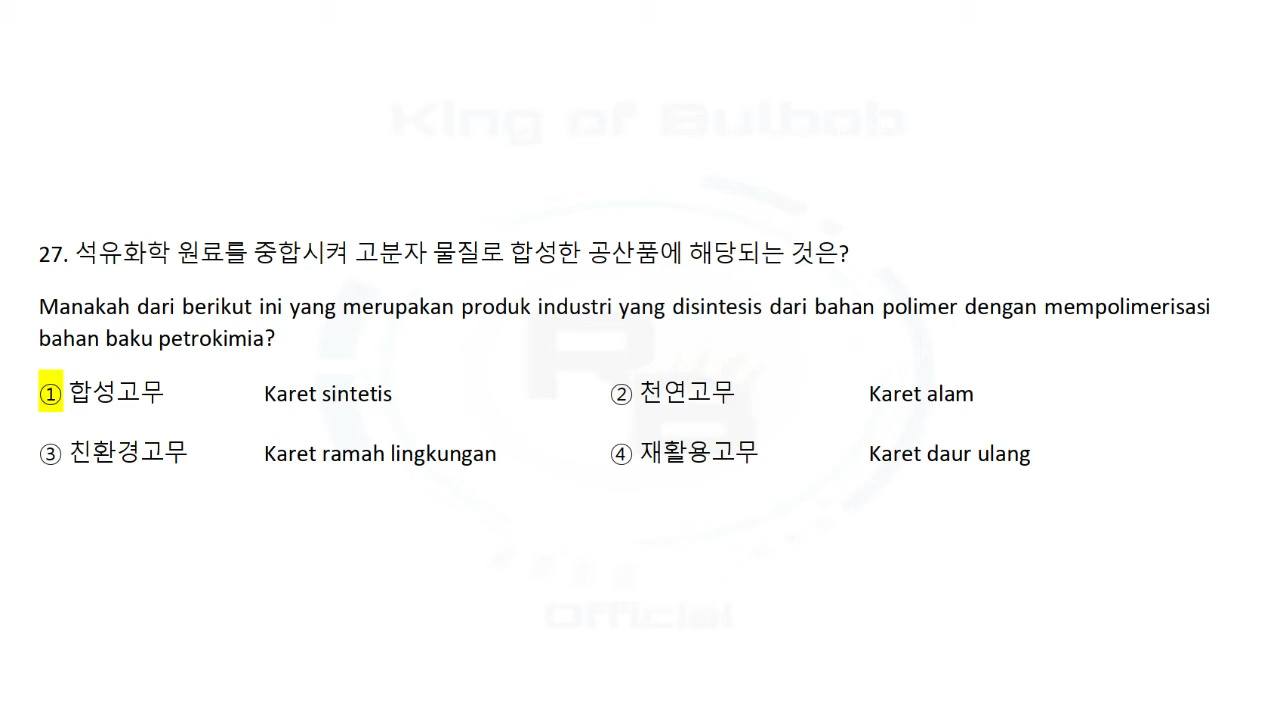 King of Bulbob
27. 석유화학 원료를 중합시켜 고분자 물질로 합성한 공산품에 해당되는 것은?
Manakah dari berikut ini yang merupakan produk industri yang disintesis dari bahan polimer dengan mempolimerisasi
bahan baku petrokimia?
① 합성고무 Karet sintetis ② 천연고무 Karet alam
③ 친환경고무 Karet ramah lingkungan ④ 재활용고무 Karet daur ulang
Official